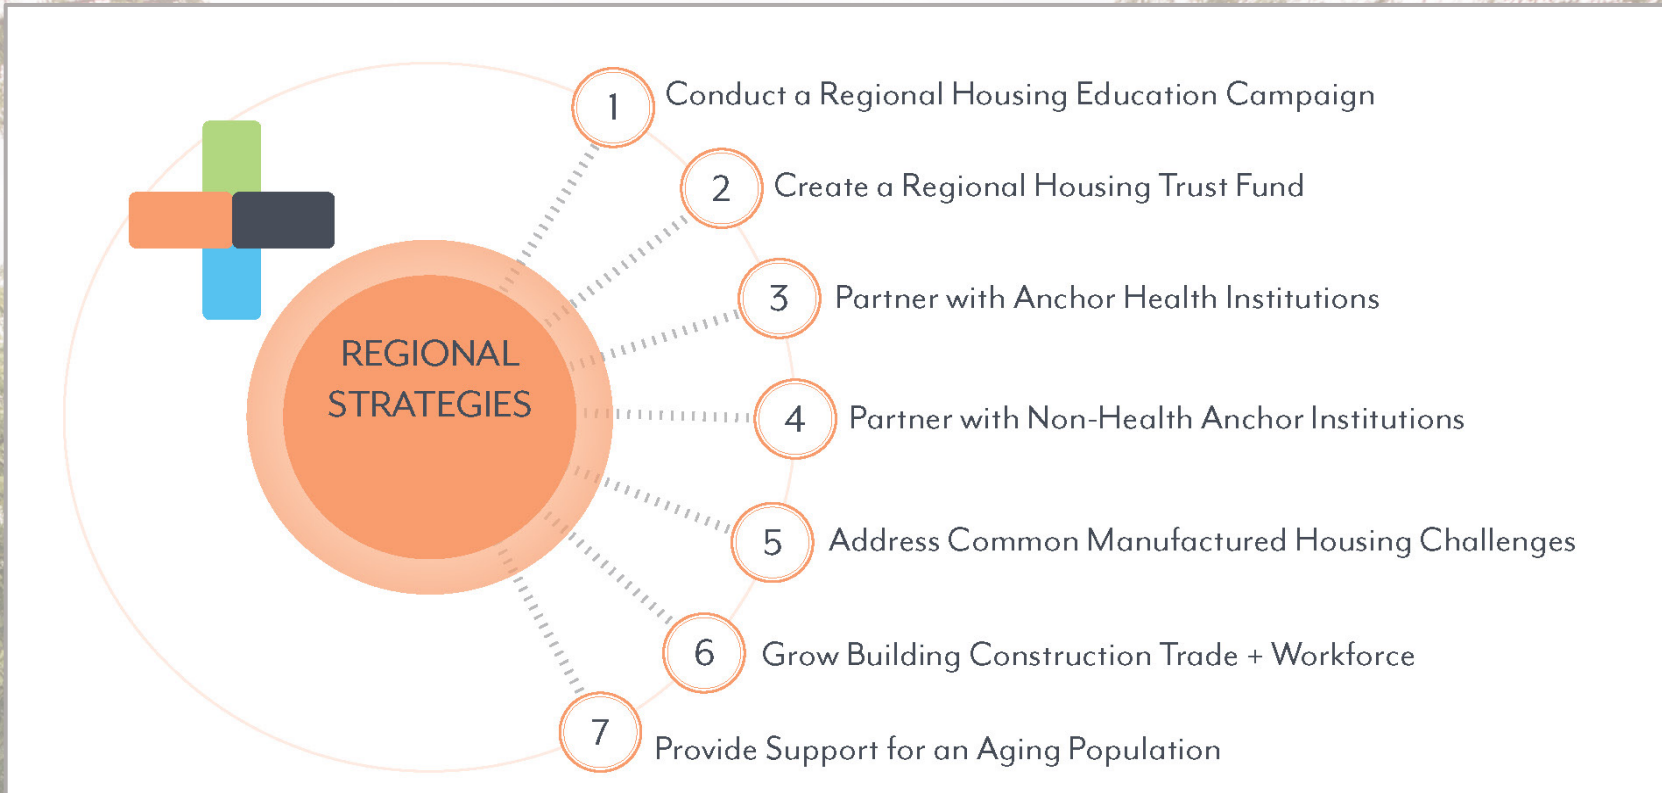 REGIONAL
STRATEGIES
1
Conduct a Regional Housing Education Campaign
2
Create a Regional Housing Trust Fund
3
Partner with Anchor Health Institutions
4
Partner with Non-Health Anchor Institutions
5
Address Common Manufactured Housing Challenges
6
Grow Building Construction Trade + Workforce
7
Provide Support for an Aging Population